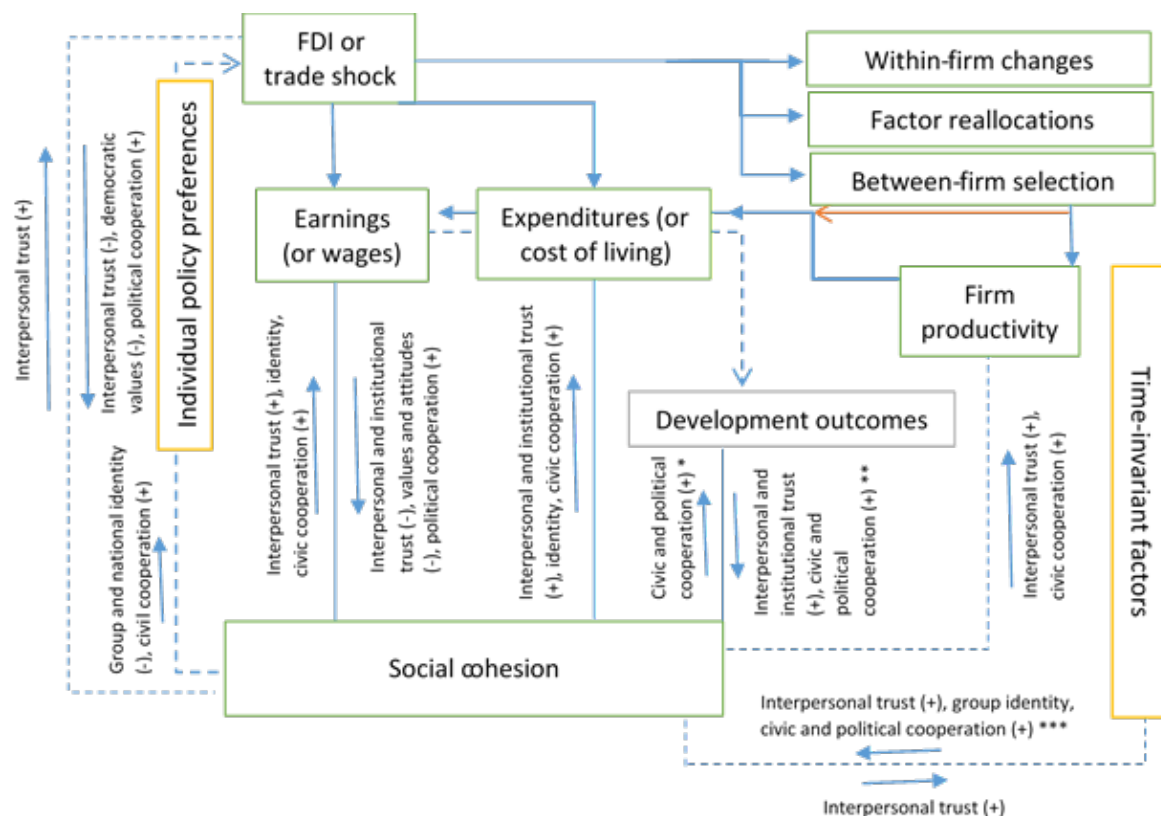 FDI or
trade shock
Within-firm changes
Factor reallocations
Between-firm selection
Earnings
(or wages)
Expenditures (or
cost of living)
Firm
productivity
Development outcomes
Social cohesion
Individual policy preferences
Time-invariant factors
Interpersonal trust (+)
Interpersonal trust (-), democratic
values (-), political cooperation (+)
Group and national identity
(-), civil cooperation (+)
Interpersonal trust (+), identity,
civic cooperation (+)
Interpersonal and institutional
trust (-), values and attitudes
(-), political cooperation (+)
Interpersonal and institutional trust
(+), identity, civic cooperation (+)
Civic and political
cooperation (+) *
Interpersonal and
institutional trust
(+), civic and
political
cooperation (+) **
Interpersonal trust (+),
civic cooperation (+)
Interpersonal trust (+), group identity,
civic and political cooperation (+) ***
Interpersonal trust (+)